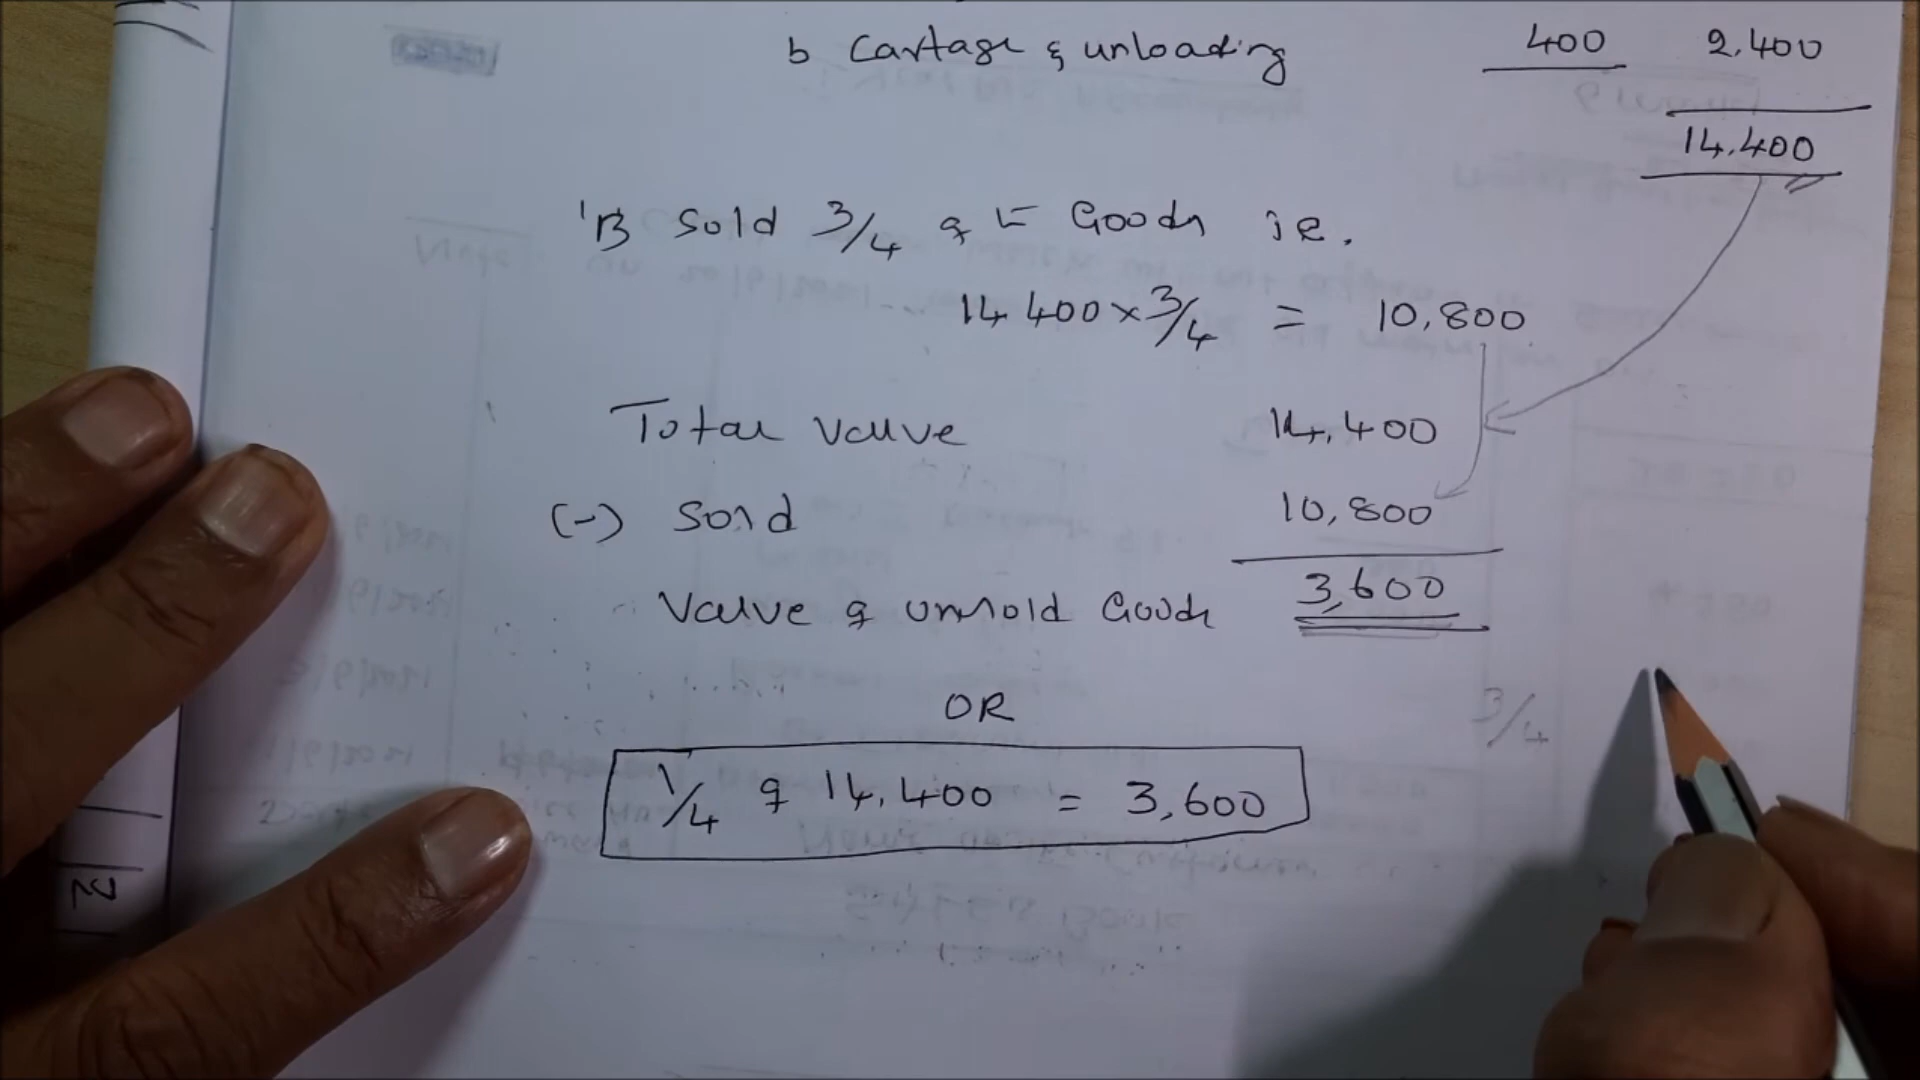 b Cartage & unloading 400 2,400
14,400
'B Sold 3/4 of Goods ie.
14 400 x 3/4 = 10,800
Total Value 14,400
(-) Sold 10,800
Value of unsold Goods 3,600
OR
3/4
1/4 of 14,400 = 3,600
2